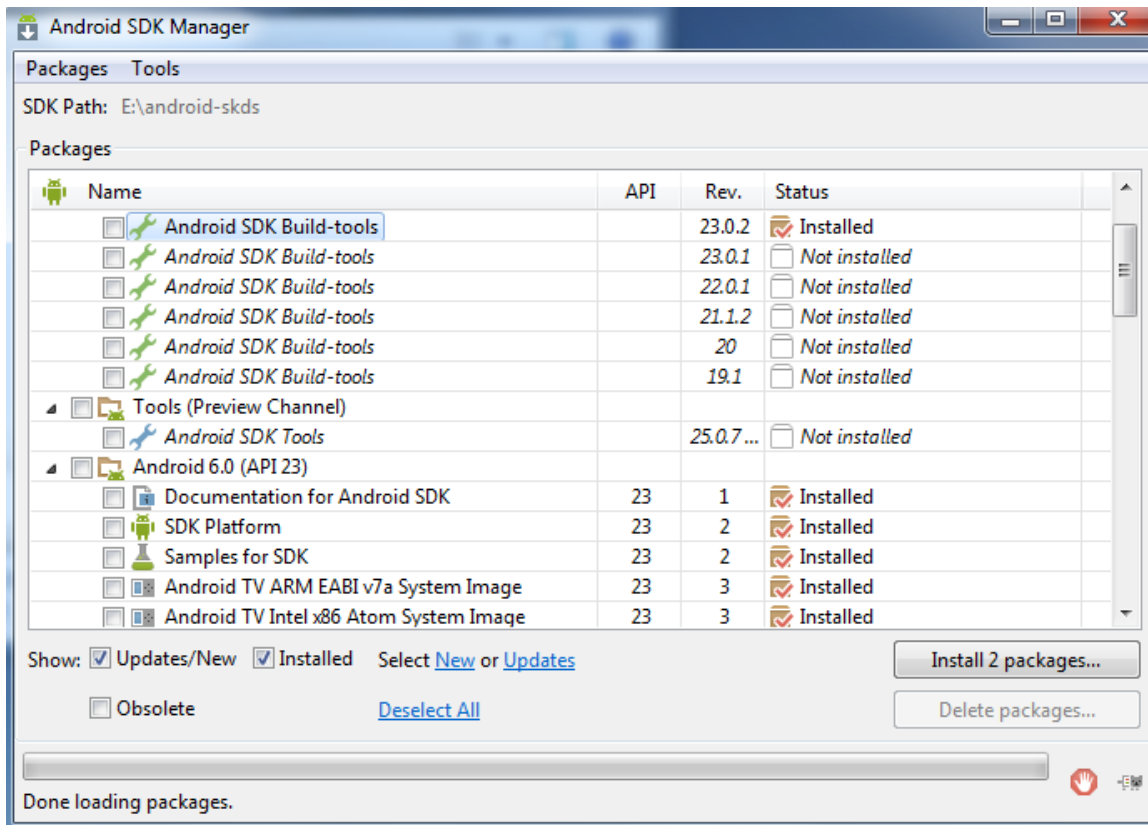 Android SDK Manager
Packages Tools
SDK Path: E:\android-skds
Packages
Name API Rev. Status
Android SDK Build-tools 23.0.2 Installed
Android SDK Build-tools 23.0.1 Not installed
Android SDK Build-tools 22.0.1 Not installed
Android SDK Build-tools 21.1.2 Not installed
Android SDK Build-tools 20 Not installed
Android SDK Build-tools 19.1 Not installed
Tools (Preview Channel)
Android SDK Tools 25.0.7 ... Not installed
Android 6.0 (API 23)
Documentation for Android SDK 23 1 Installed
SDK Platform 23 2 Installed
Samples for SDK 23 2 Installed
Android TV ARM EABI v7a System Image 23 3 Installed
Android TV Intel x86 Atom System Image 23 3 Installed
Show: Updates/New Installed Select New or Updates Install 2 packages...
Obsolete Deselect All Delete packages...
Done loading packages.